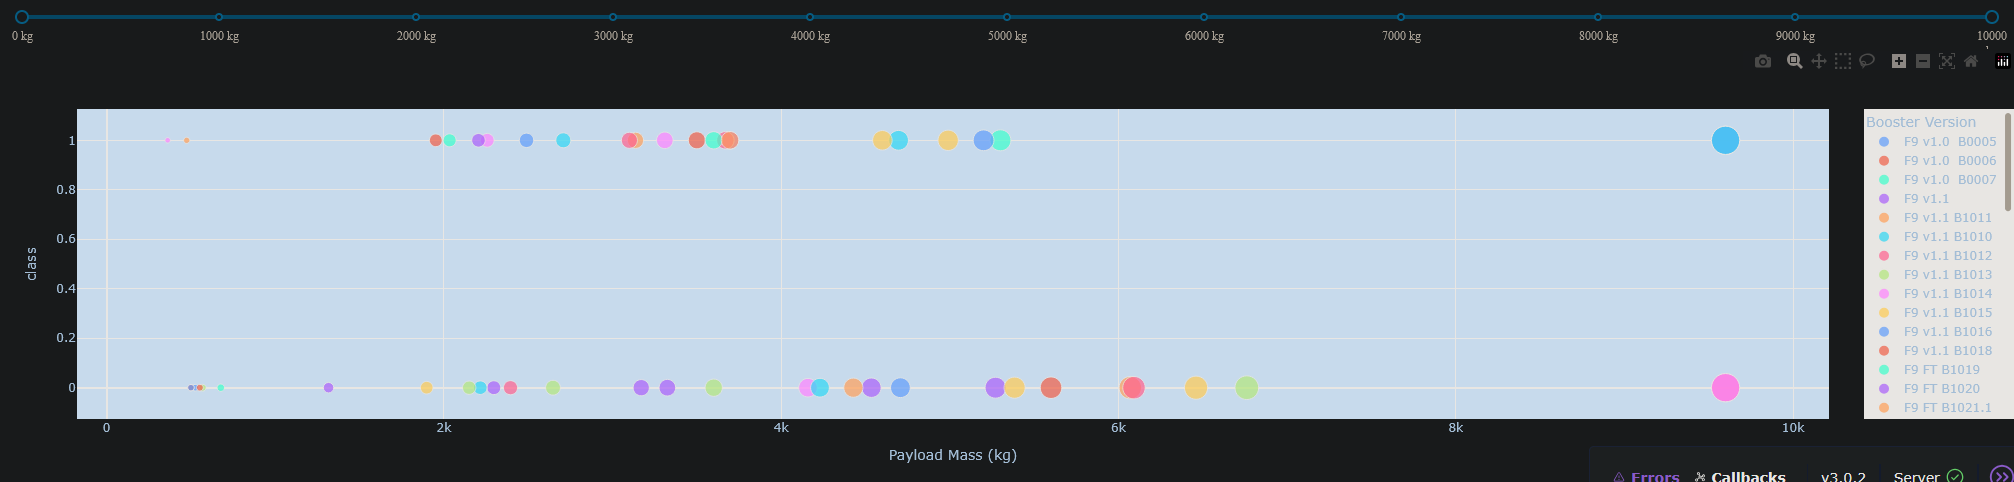 0 kg 1000 kg 2000 kg 3000 kg 4000 kg 5000 kg 6000 kg 7000 kg 8000 kg 9000 kg 10000
1
0.8
0.6
0.4
0.2
0
class
0 2k 4k 6k 8k 10k
Payload Mass (kg)
Booster Version
F9 v1.0  B0005
F9 v1.0  B0006
F9 v1.0  B0007
F9 v1.1
F9 v1.1 B1011
F9 v1.1 B1010
F9 v1.1 B1012
F9 v1.1 B1013
F9 v1.1 B1014
F9 v1.1 B1015
F9 v1.1 B1016
F9 v1.1 B1018
F9 FT B1019
F9 FT B1020
F9 FT B1021.1
Errors Callbacks v3.0.2 Server